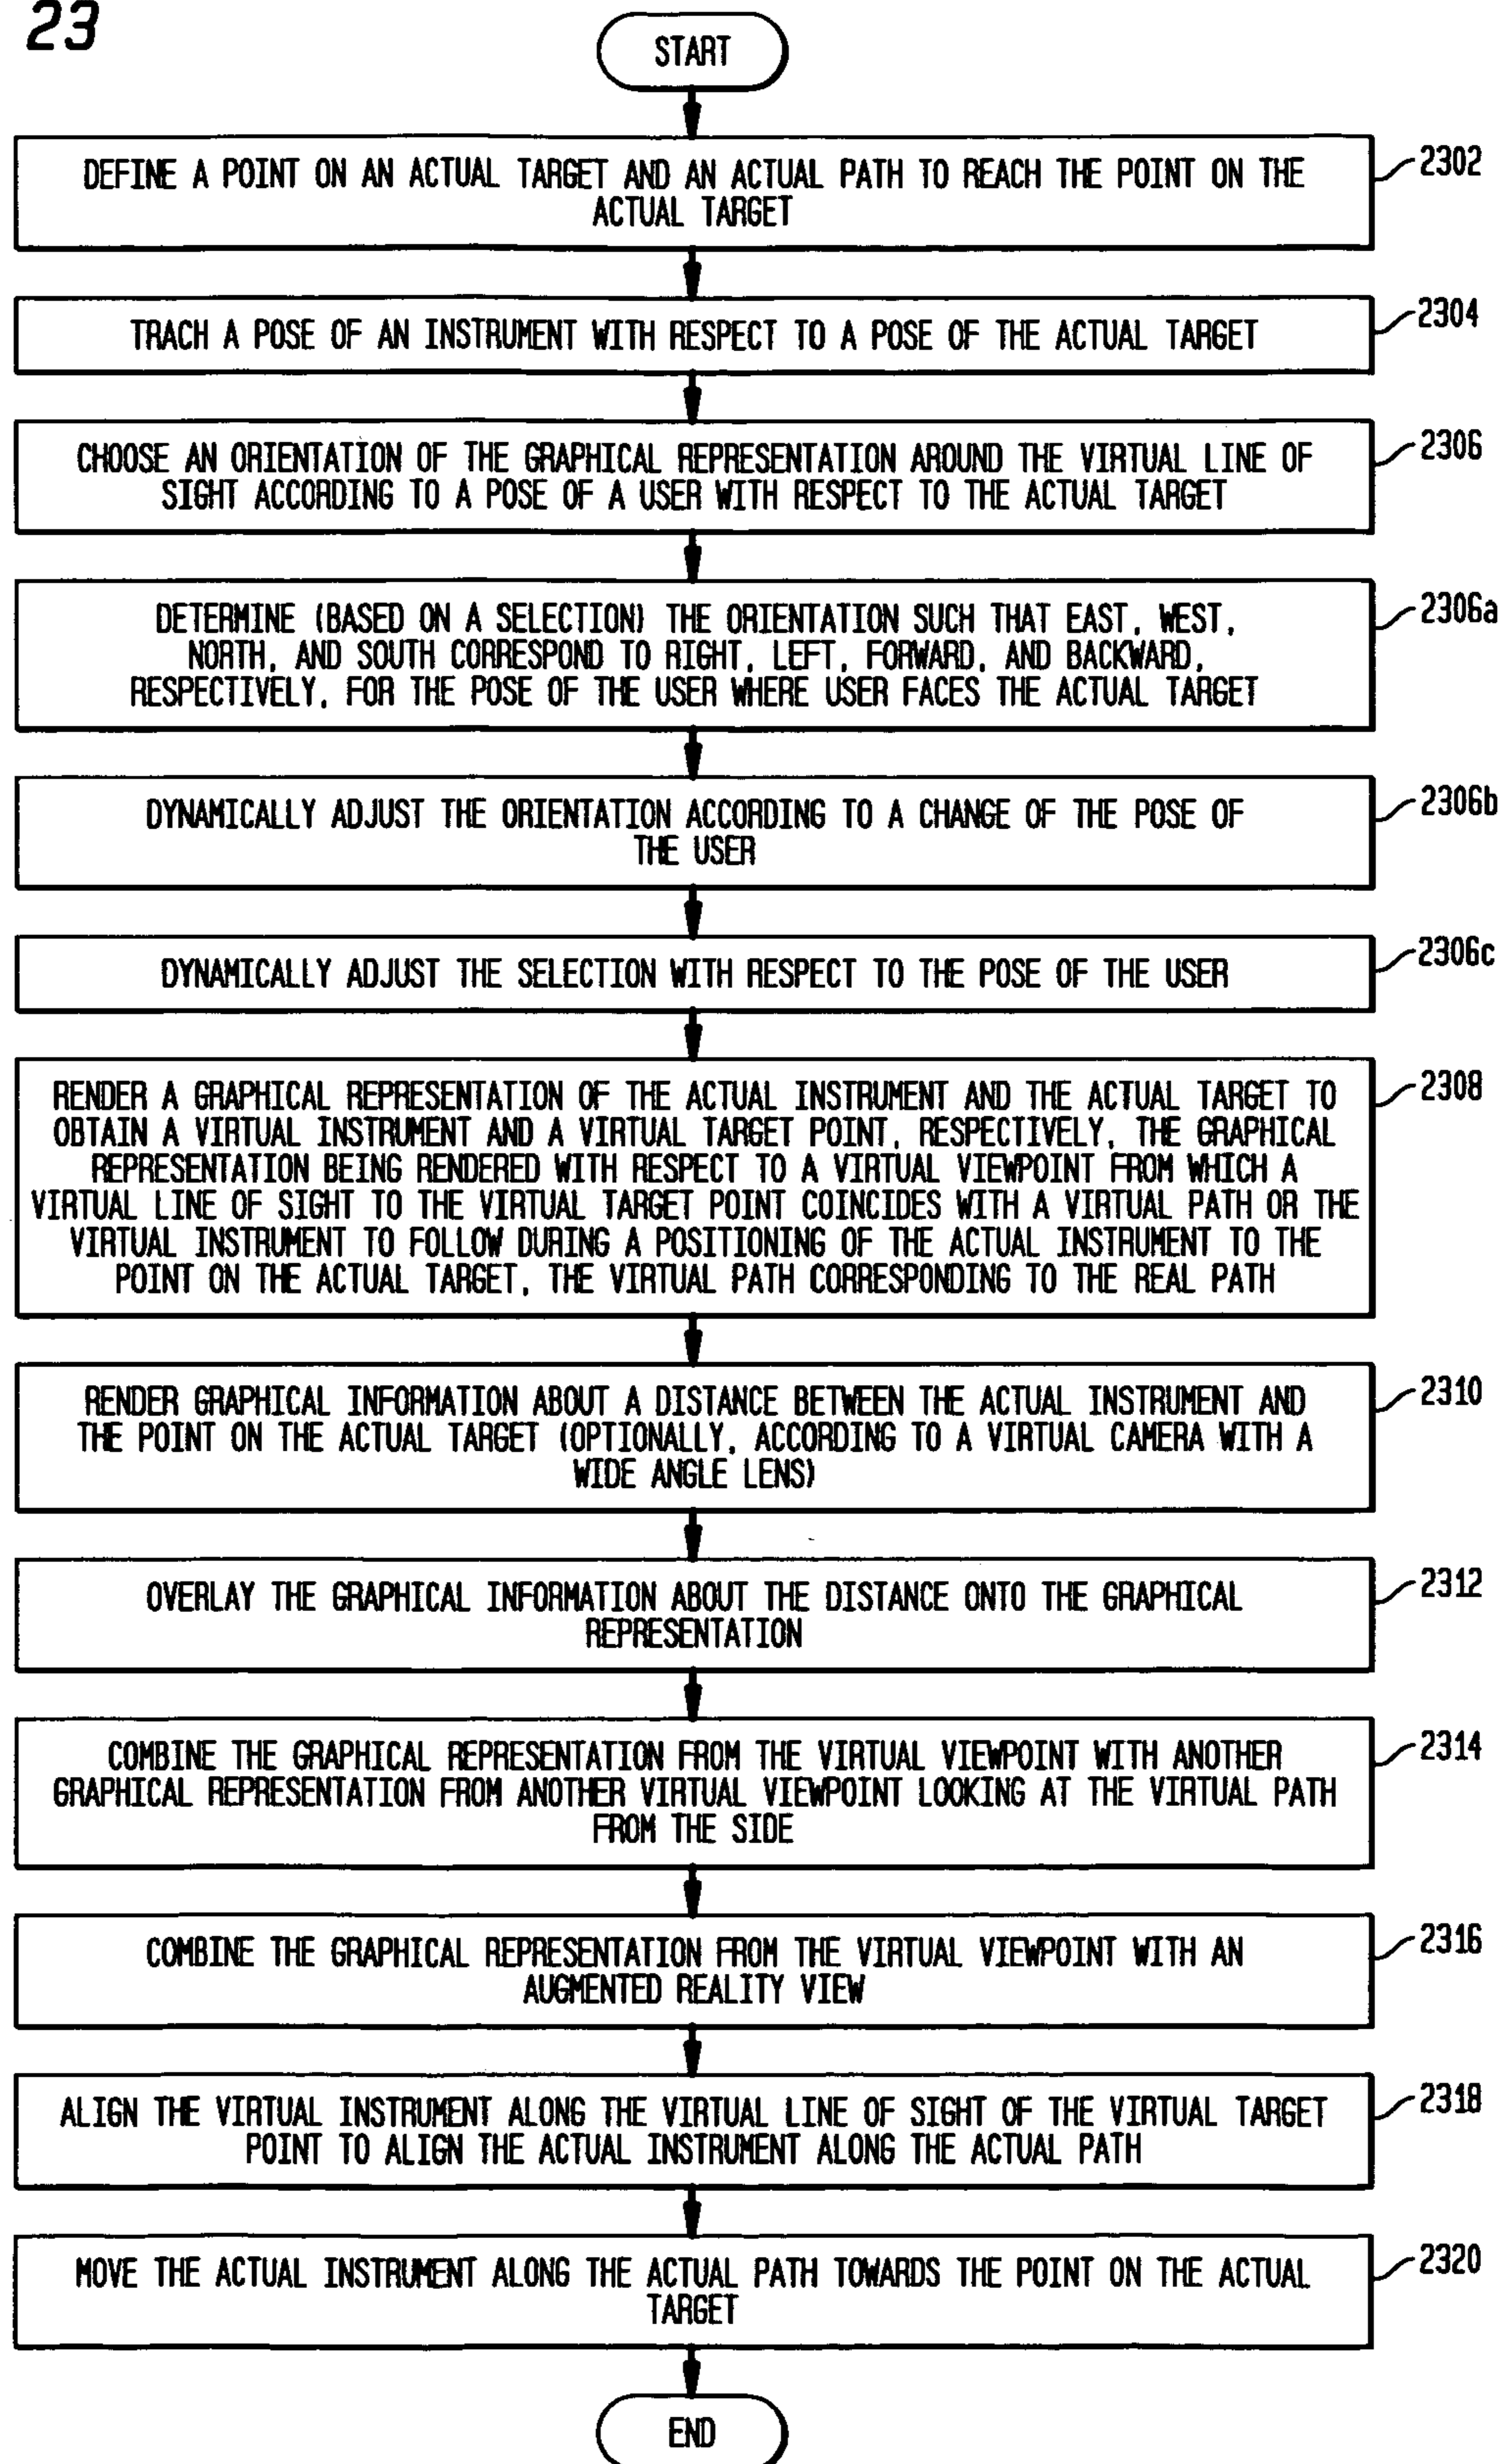 23
START
DEFINE A POINT ON AN ACTUAL TARGET AND AN ACTUAL PATH TO REACH THE POINT ON THE
ACTUAL TARGET
2302
TRACH A POSE OF AN INSTRUMENT WITH RESPECT TO A POSE OF THE ACTUAL TARGET
2304
CHOOSE AN ORIENTATION OF THE GRAPHICAL REPRESENTATION AROUND THE VIRTUAL LINE OF
SIGHT ACCORDING TO A POSE OF A USER WITH RESPECT TO THE ACTUAL TARGET
2306
DETERMINE (BASED ON A SELECTION) THE ORIENTATION SUCH THAT EAST, WEST,
NORTH, AND SOUTH CORRESPOND TO RIGHT, LEFT, FORWARD, AND BACKWARD,
RESPECTIVELY, FOR THE POSE OF THE USER WHERE USER FACES THE ACTUAL TARGET
2306a
DYNAMICALLY ADJUST THE ORIENTATION ACCORDING TO A CHANGE OF THE POSE OF
THE USER
2306b
DYNAMICALLY ADJUST THE SELECTION WITH RESPECT TO THE POSE OF THE USER
2306c
RENDER A GRAPHICAL REPRESENTATION OF THE ACTUAL INSTRUMENT AND THE ACTUAL TARGET TO
OBTAIN A VIRTUAL INSTRUMENT AND A VIRTUAL TARGET POINT, RESPECTIVELY, THE GRAPHICAL
REPRESENTATION BEING RENDERED WITH RESPECT TO A VIRTUAL VIEWPOINT FROM WHICH A
VIRTUAL LINE OF SIGHT TO THE VIRTUAL TARGET POINT COINCIDES WITH A VIRTUAL PATH OR THE
VIRTUAL INSTRUMENT TO FOLLOW DURING A POSITIONING OF THE ACTUAL INSTRUMENT TO THE
POINT ON THE ACTUAL TARGET, THE VIRTUAL PATH CORRESPONDING TO THE REAL PATH
2308
RENDER GRAPHICAL INFORMATION ABOUT A DISTANCE BETWEEN THE ACTUAL INSTRUMENT AND
THE POINT ON THE ACTUAL TARGET (OPTIONALLY, ACCORDING TO A VIRTUAL CAMERA WITH A
WIDE ANGLE LENS)
2310
OVERLAY THE GRAPHICAL INFORMATION ABOUT THE DISTANCE ONTO THE GRAPHICAL
REPRESENTATION
2312
COMBINE THE GRAPHICAL REPRESENTATION FROM THE VIRTUAL VIEWPOINT WITH ANOTHER
GRAPHICAL REPRESENTATION FROM ANOTHER VIRTUAL VIEWPOINT LOOKING AT THE VIRTUAL PATH
FROM THE SIDE
2314
COMBINE THE GRAPHICAL REPRESENTATION FROM THE VIRTUAL VIEWPOINT WITH AN
AUGMENTED REALITY VIEW
2316
ALIGN THE VIRTUAL INSTRUMENT ALONG THE VIRTUAL LINE OF SIGHT OF THE VIRTUAL TARGET
POINT TO ALIGN THE ACTUAL INSTRUMENT ALONG THE ACTUAL PATH
2318
MOVE THE ACTUAL INSTRUMENT ALONG THE ACTUAL PATH TOWARDS THE POINT ON THE ACTUAL
TARGET
2320
END